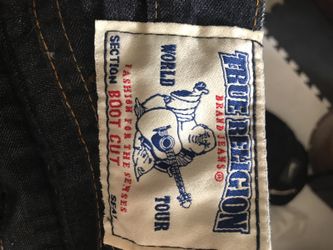 TRUE RELIGION
BRAND JEANS®
WORLD TOUR
FASHION FOR THE SENSES
SECTION BOOT CUT